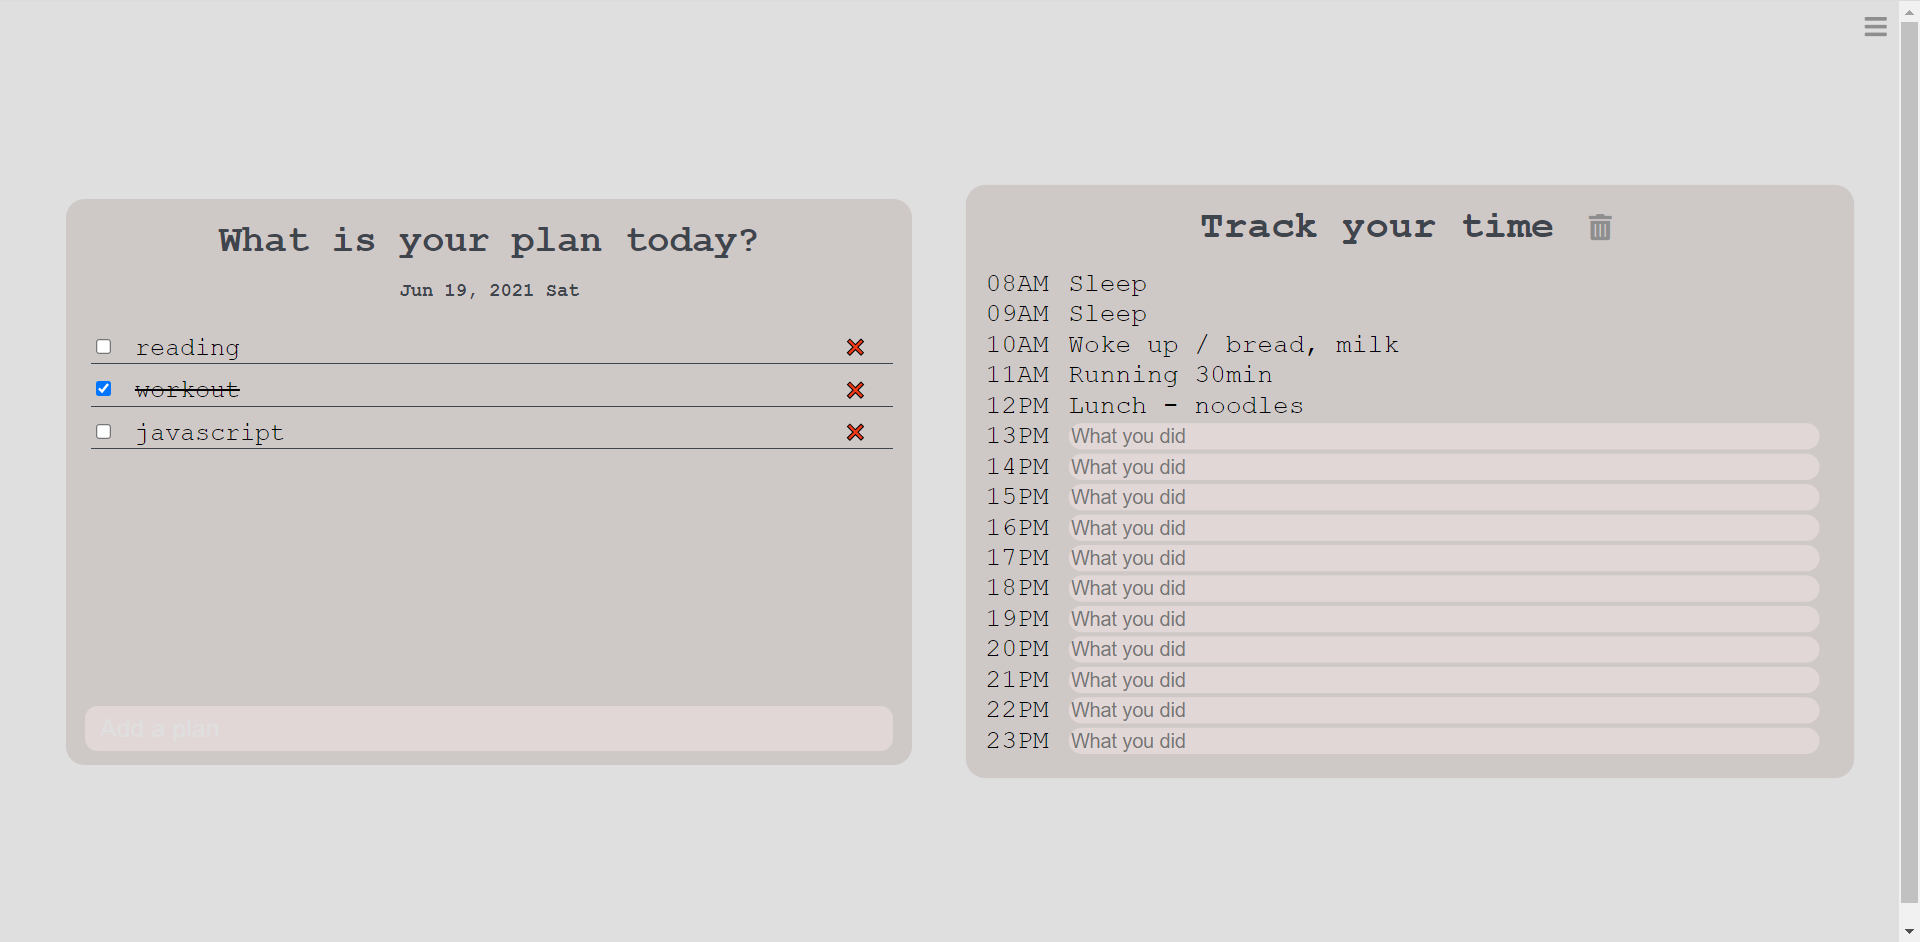 What is your plan today?
Jun 19, 2021 Sat
reading
workout
javascript
Add a plan
Track your time
08AM Sleep
09AM Sleep
10AM Woke up / bread, milk
11AM Running 30min
12PM Lunch - noodles
13PM What you did
14PM What you did
15PM What you did
16PM What you did
17PM What you did
18PM What you did
19PM What you did
20PM What you did
21PM What you did
22PM What you did
23PM What you did